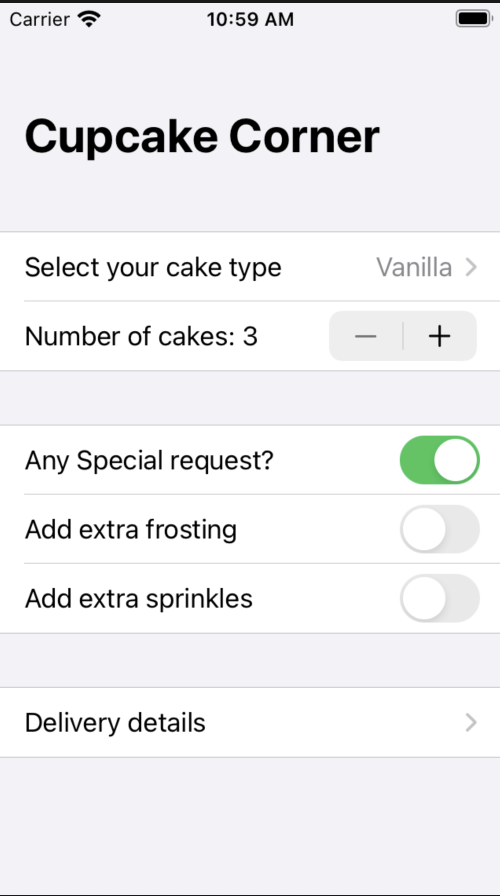 Carrier 10:59 AM
Cupcake Corner
Select your cake type Vanilla
Number of cakes: 3
Any Special request?
Add extra frosting
Add extra sprinkles
Delivery details